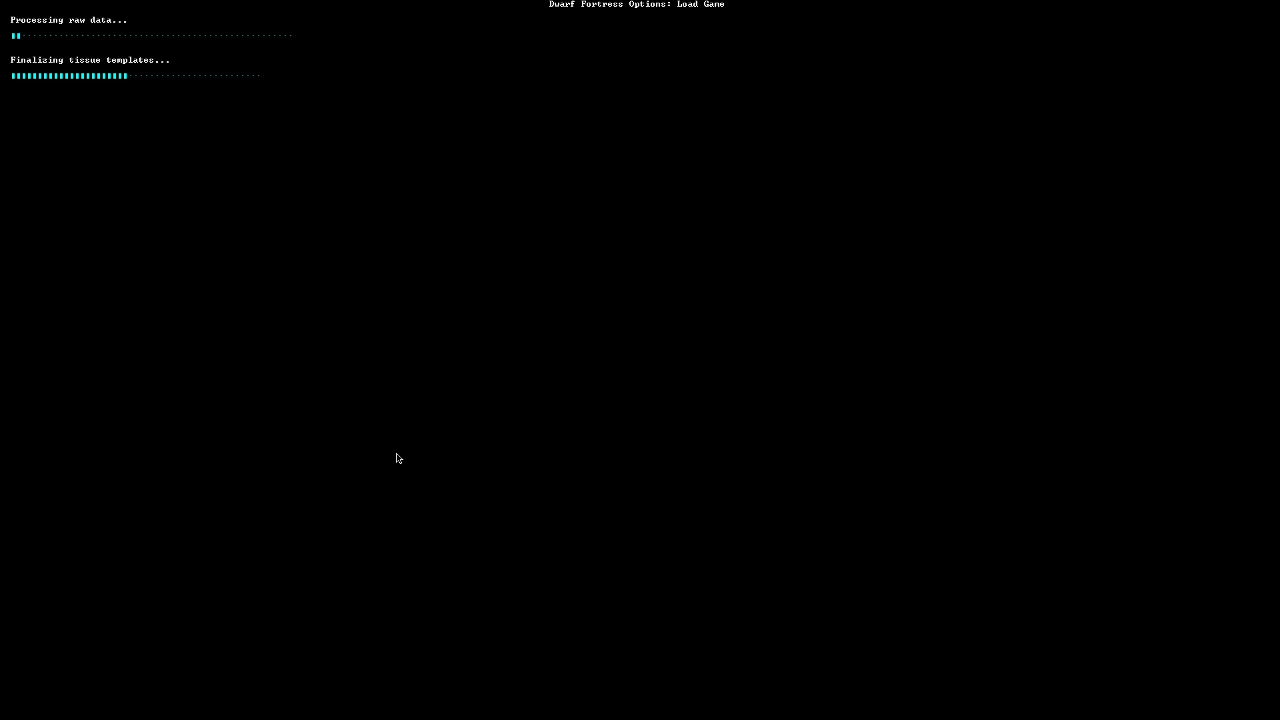 Dwarf Fortress Options: Load Game
Processing raw data...
Finalizing tissue templates...